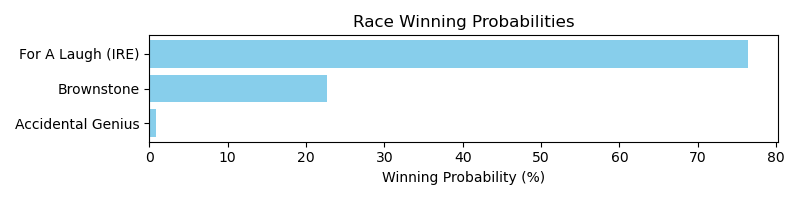 Race Winning Probabilities
For A Laugh (IRE)
Brownstone
Accidental Genius
0 10 20 30 40 50 60 70 80
Winning Probability (%)